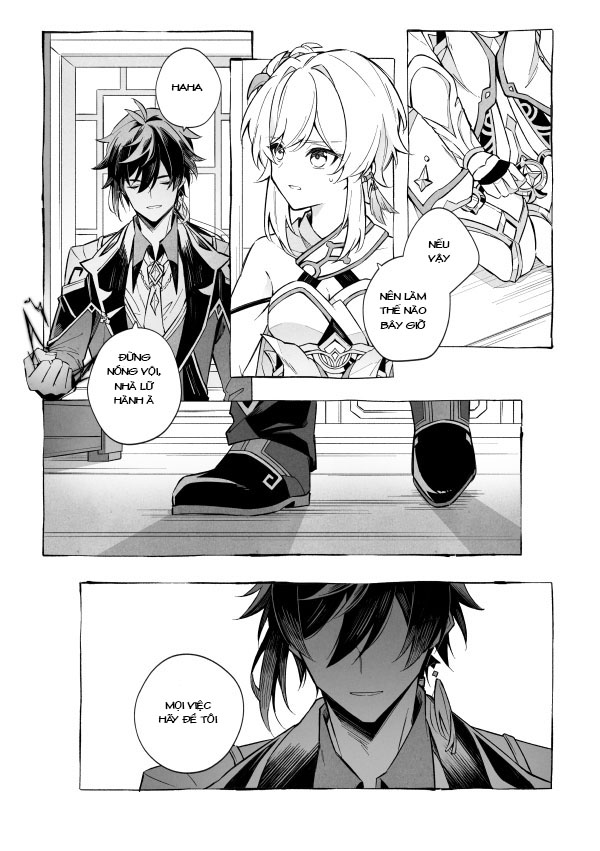 NẾU
VẬY
NÊN LÀM
THẾ NÀO
BÂY GIỜ
HAHA
ĐỪNG
NÓNG VỘI,
NHÀ LỮ
HÀNH À
MỌI VIỆC
HÃY ĐỂ TÔI